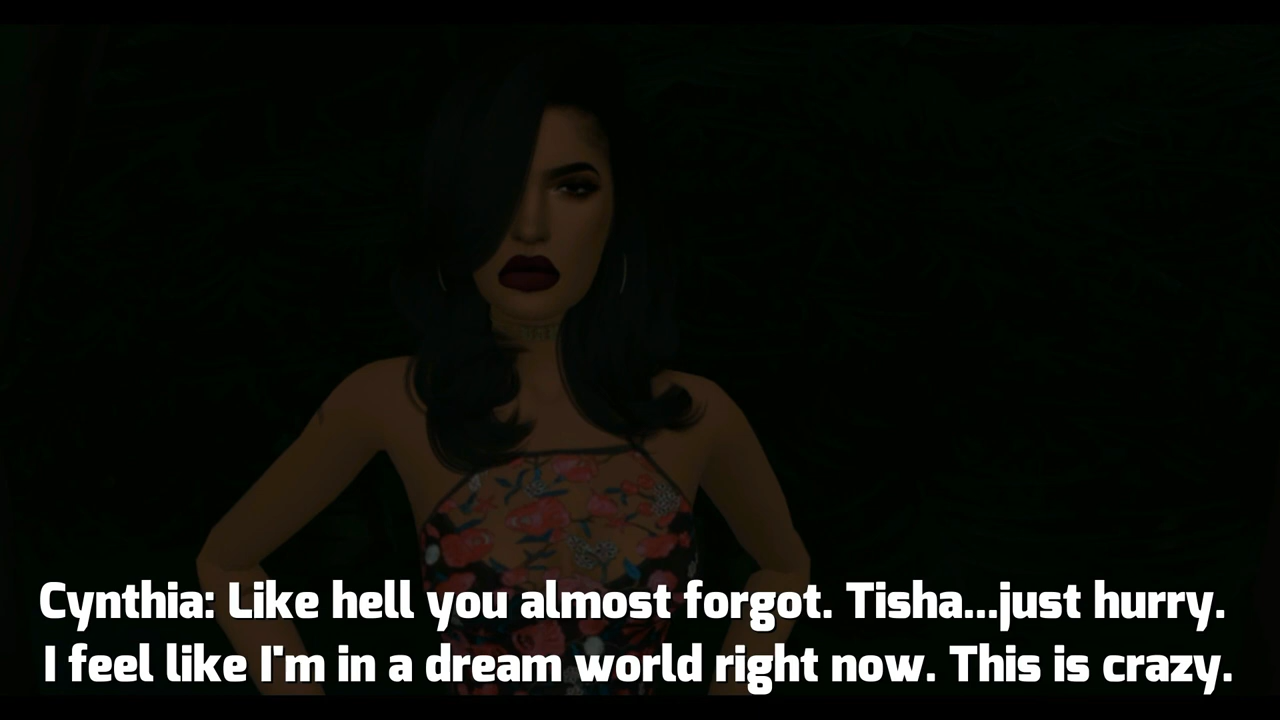 Cynthia: Like hell you almost forgot. Tisha...just hurry.
I feel like I'm in a dream world right now. This is crazy.